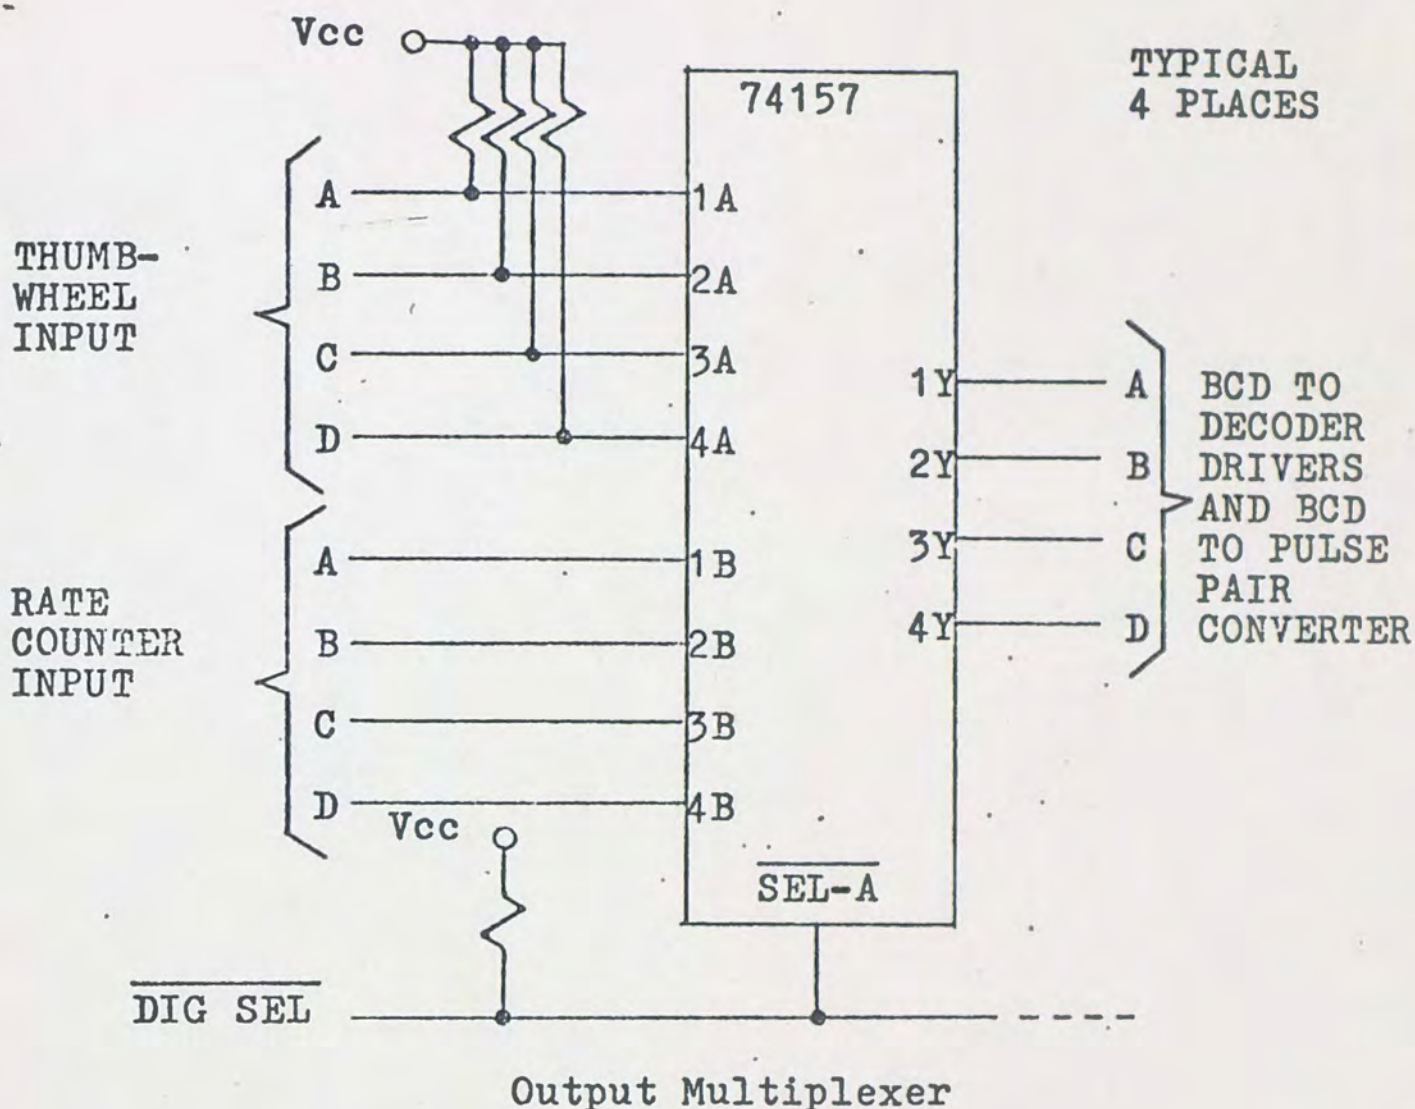 Vcc
74157
TYPICAL
4 PLACES
THUMB-
WHEEL
INPUT
A
B
C
D
1A
2A
3A
4A
RATE
COUNTER
INPUT
A
B
C
D
1B
2B
3B
4B
1Y
2Y
3Y
4Y
A
B
C
D
BCD TO
DECODER
DRIVERS
AND BCD
TO PULSE
PAIR
CONVERTER
Vcc
SEL-A
DIG SEL
Output Multiplexer